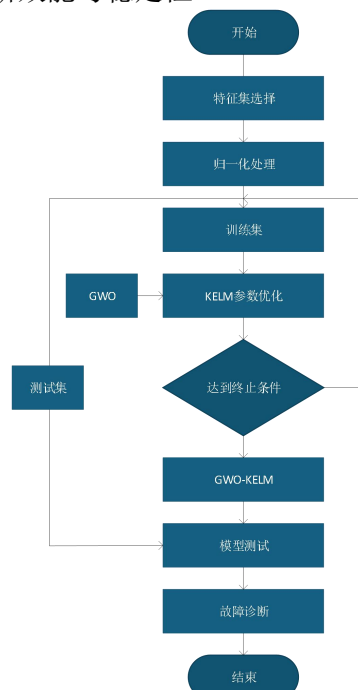 开始
特征集选择
归一化处理
训练集
GWO
KELM参数优化
测试集
达到终止条件
GWO-KELM
模型测试
故障诊断
结束